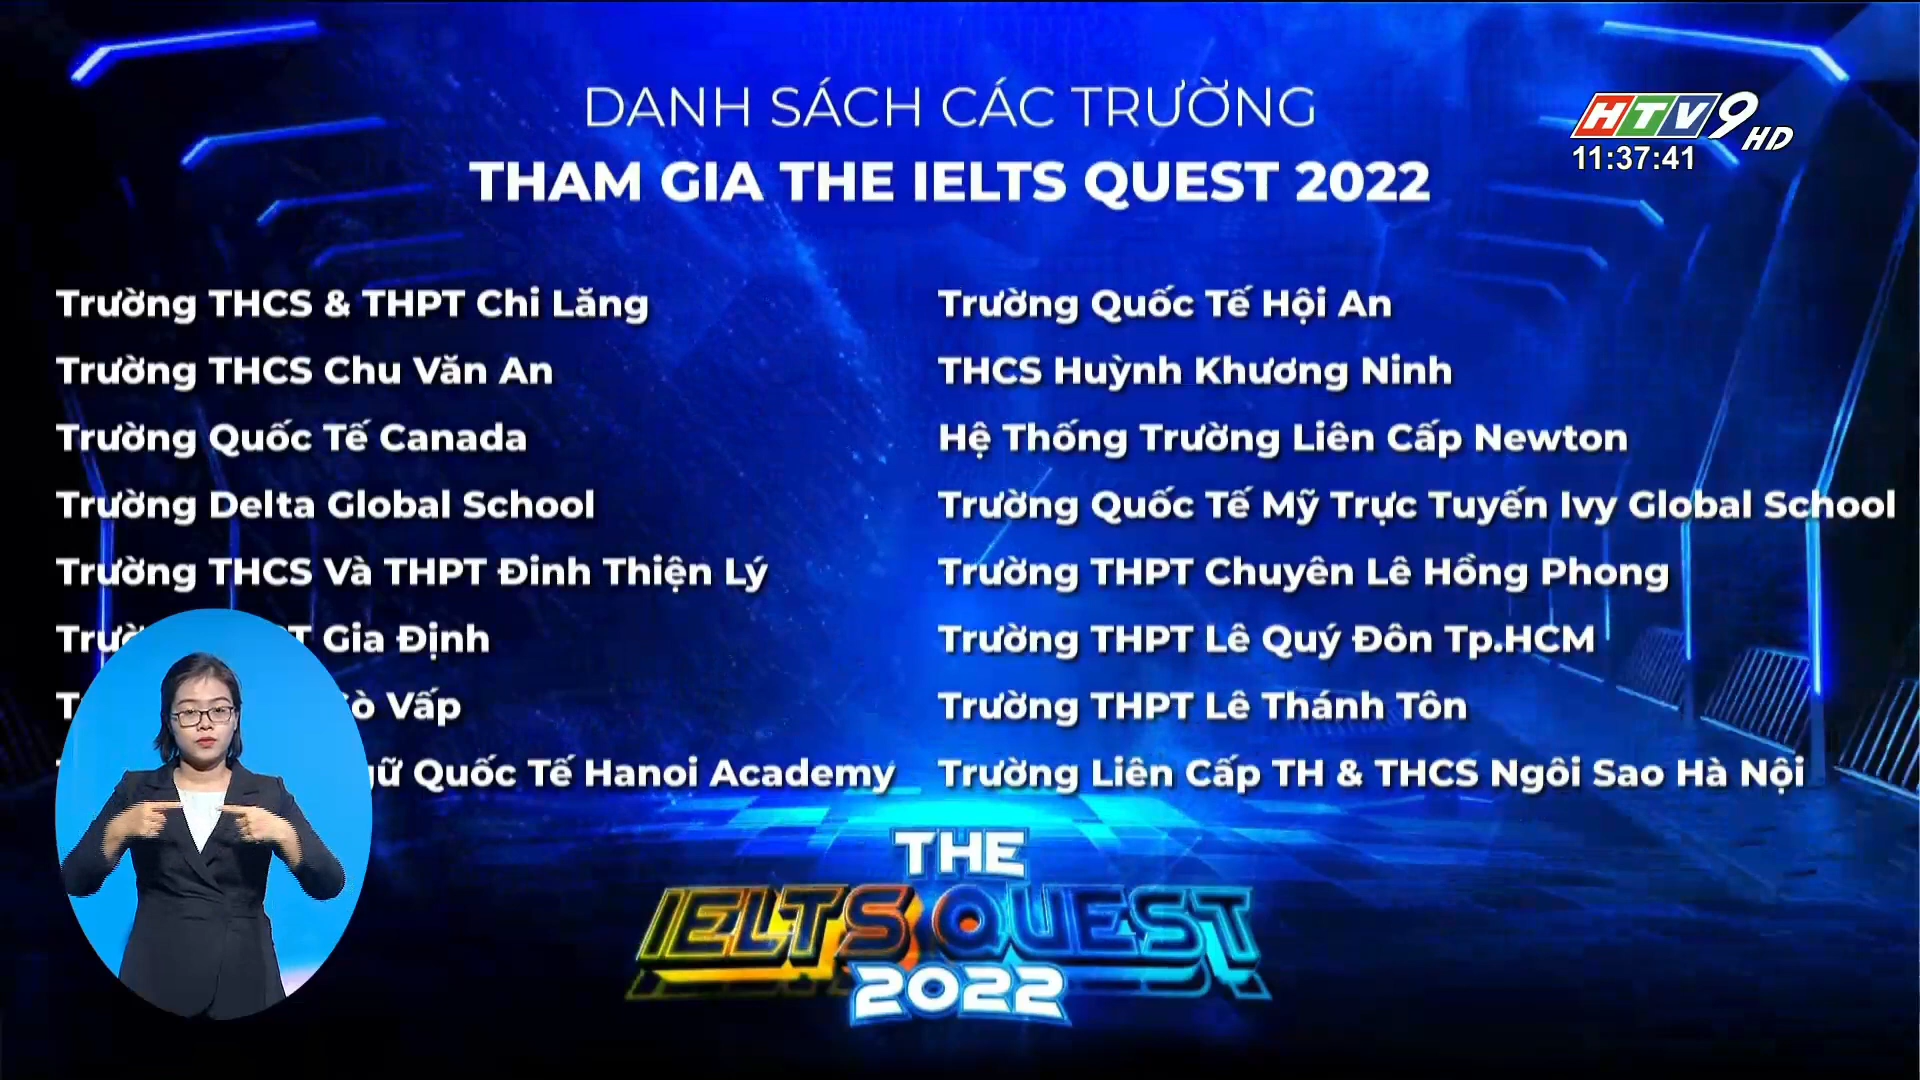 DANH SÁCH CÁC TRƯỜNG
THAM GIA THE IELTS QUEST 2022
HTV9 HD
11:37:41
Trường THCS & THPT Chi Lăng
Trường THCS Chu Văn An
Trường Quốc Tế Canada
Trường Delta Global School
Trường THCS Và THPT Đinh Thiện Lý
Gia Định
Vấp
Quốc Tế Hanoi Academy
Trường Quốc Tế Hội An
THCS Huỳnh Khương Ninh
Hệ Thống Trường Liên Cấp Newton
Trường Quốc Tế Mỹ Trực Tuyến Ivy Global School
Trường THPT Chuyên Lê Hồng Phong
Trường THPT Lê Quý Đôn Tp.HCM
Trường THPT Lê Thánh Tôn
Trường Liên Cấp TH & THCS Ngôi Sao Hà Nội
THE
IELTS QUEST
2022